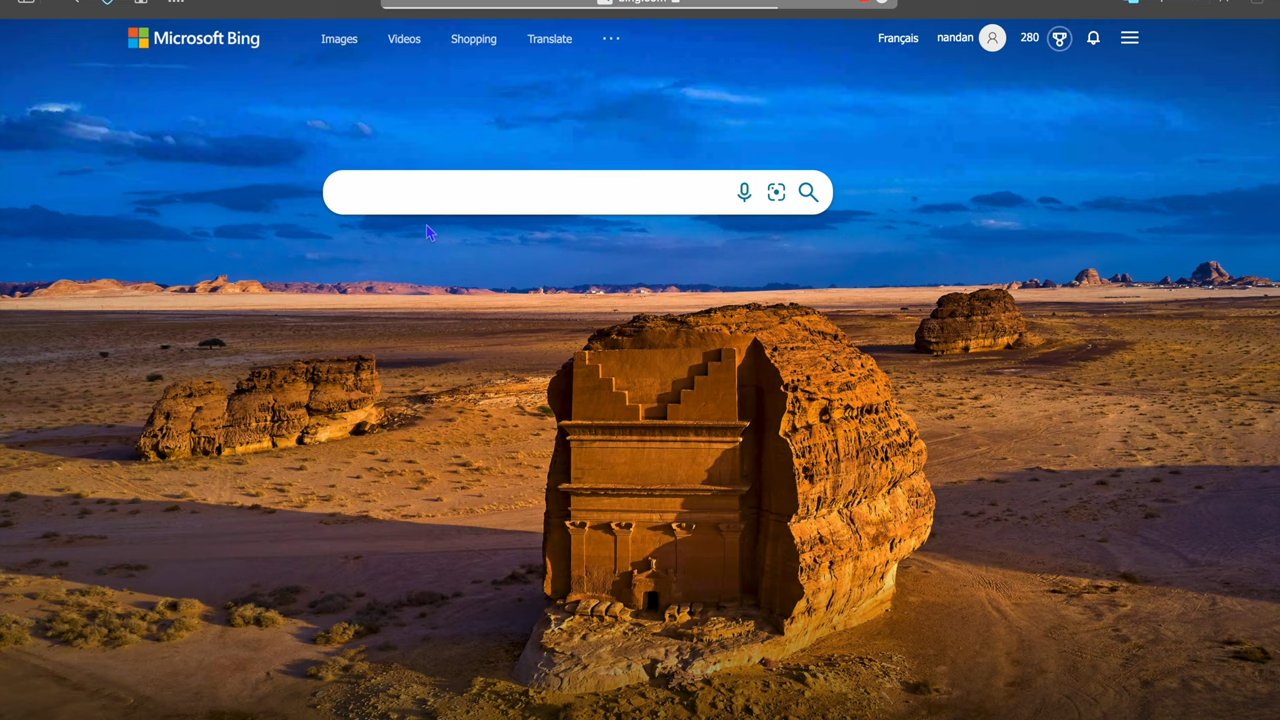 Microsoft Bing
Images
Videos
Shopping
Translate
Français
nandan
280